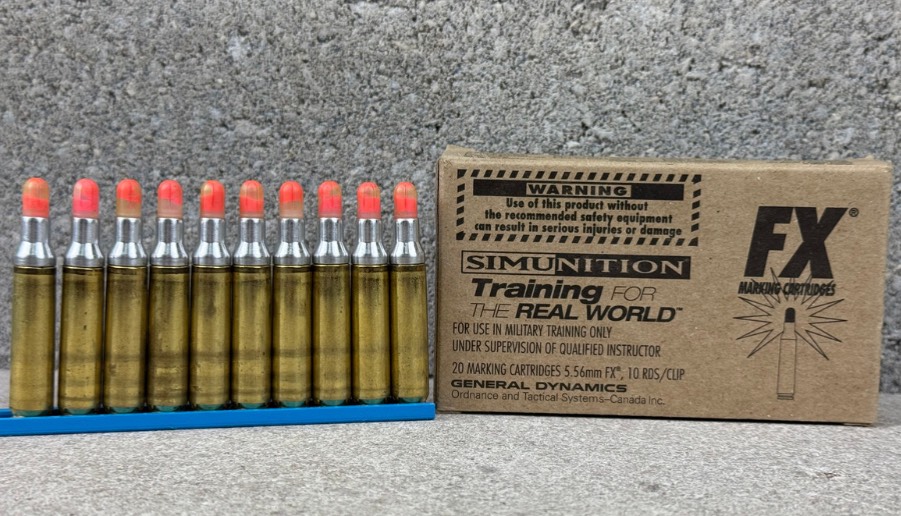 WARNING
Use of this product without
the recommended safety equipment
can result in serious injuries or damage
SIMUNITION
Training FOR
THE REAL WORLD™
FOR USE IN MILITARY TRAINING ONLY
UNDER SUPERVISION OF QUALIFIED INSTRUCTOR
20 MARKING CARTRIDGES 5.56mm FX®, 10 RDS/CLIP
GENERAL DYNAMICS
Ordnance and Tactical Systems–Canada Inc.
FX®
MARKING CARTRIDGES